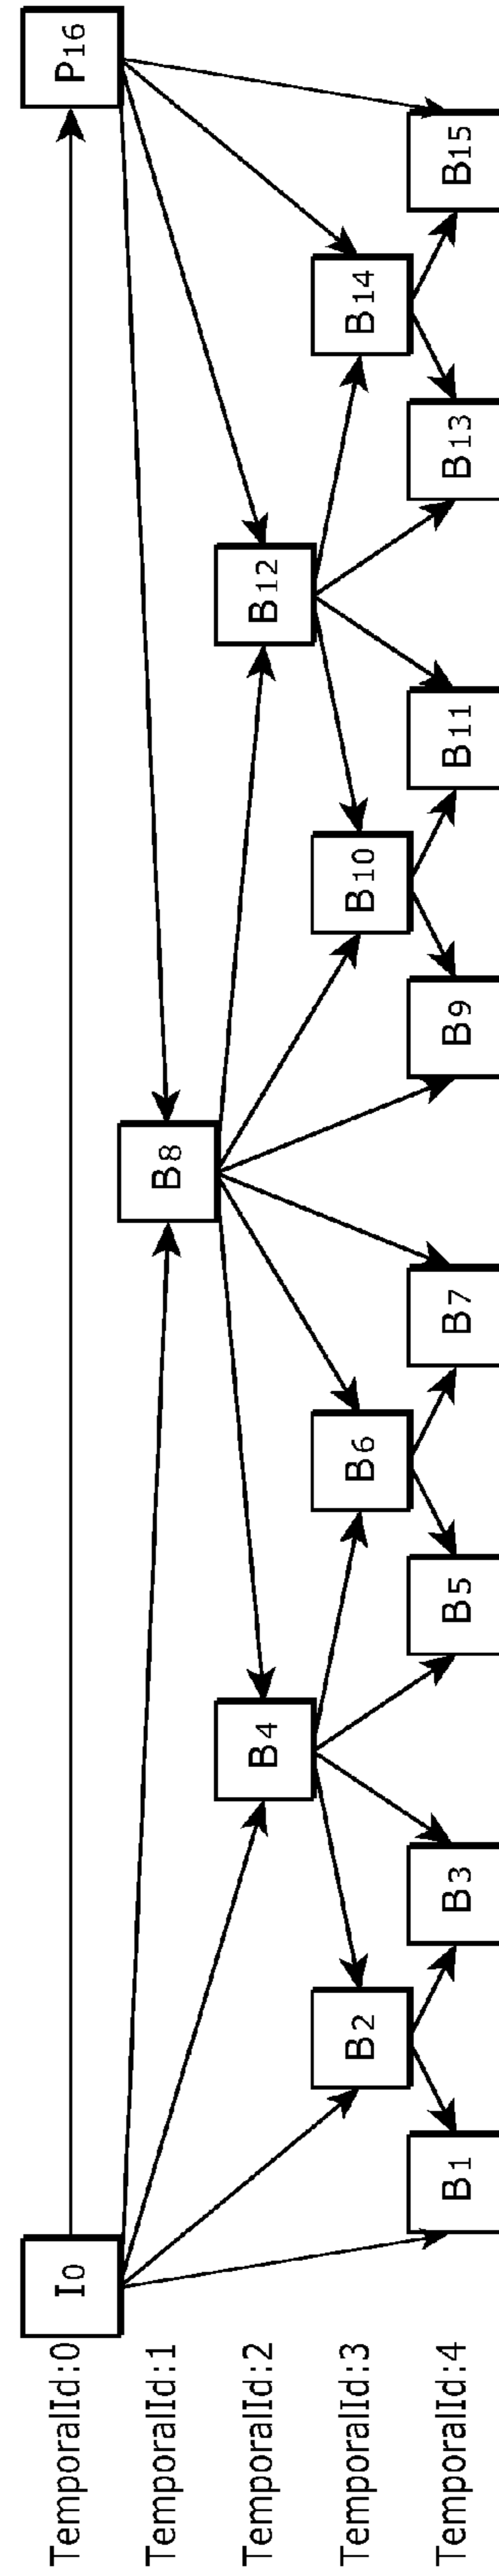 TemporalId:0 I0 P16
TemporalId:1 B8
TemporalId:2 B4 B12
TemporalId:3 B2 B6 B10 B14
TemporalId:4 B1 B3 B5 B7 B9 B11 B13 B15